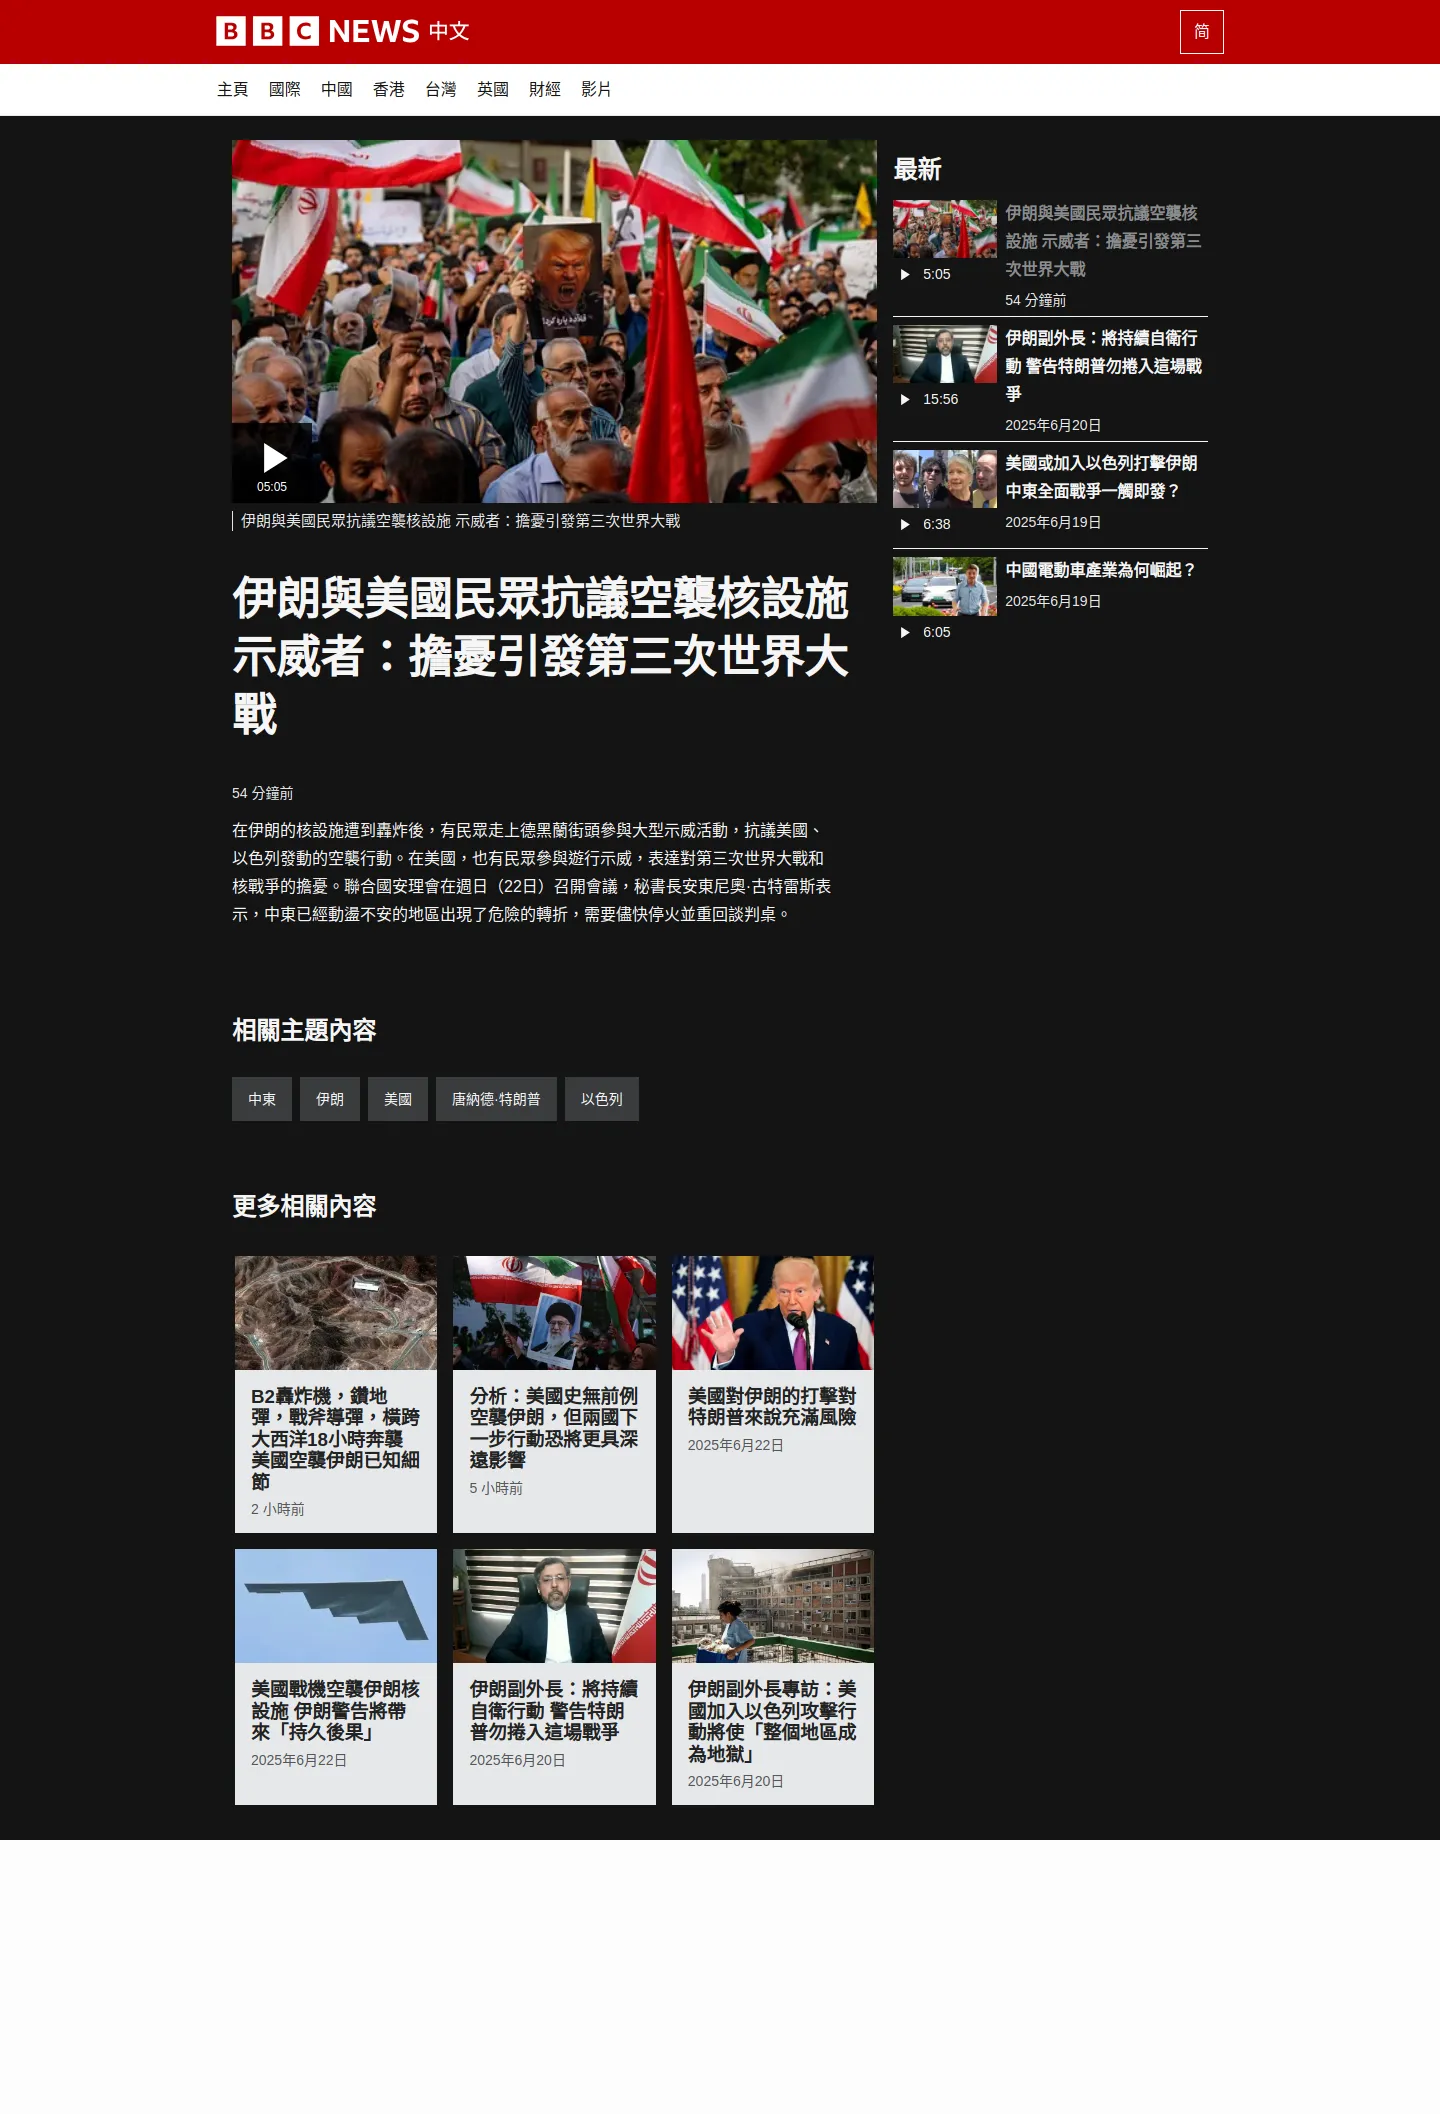 BBC NEWS 中文
简
主頁 國際 中國 香港 台灣 英國 財經 影片
05:05
伊朗與美國民眾抗議空襲核設施 示威者：擔憂引發第三次世界大戰
伊朗與美國民眾抗議空襲核設施
示威者：擔憂引發第三次世界大
戰
54 分鐘前
在伊朗的核設施遭到轟炸後，有民眾走上德黑蘭街頭參與大型示威活動，抗議美國、
以色列發動的空襲行動。在美國，也有民眾參與遊行示威，表達對第三次世界大戰和
核戰爭的擔憂。聯合國安理會在週日（22日）召開會議，秘書長安東尼奧·古特雷斯表
示，中東已經動盪不安的地區出現了危險的轉折，需要儘快停火並重回談判桌。
最新
伊朗與美國民眾抗議空襲核
設施 示威者：擔憂引發第三
次世界大戰
5:05
54 分鐘前
伊朗副外長：將持續自衛行
動 警告特朗普勿捲入這場戰
爭
15:56
2025年6月20日
美國或加入以色列打擊伊朗
中東全面戰爭一觸即發？
6:38
2025年6月19日
中國電動車產業為何崛起？
2025年6月19日
6:05
相關主題內容
中東 伊朗 美國 唐納德·特朗普 以色列
更多相關內容
B2轟炸機，鑽地
彈，戰斧導彈，橫跨
大西洋18小時奔襲
美國空襲伊朗已知細
節
2 小時前
分析：美國史無前例
空襲伊朗，但兩國下
一步行動恐將更具深
遠影響
5 小時前
美國對伊朗的打擊對
特朗普來說充滿風險
2025年6月22日
美國戰機空襲伊朗核
設施 伊朗警告將帶
來「持久後果」
2025年6月22日
伊朗副外長：將持續
自衛行動 警告特朗
普勿捲入這場戰爭
2025年6月20日
伊朗副外長專訪：美
國加入以色列攻擊行
動將使「整個地區成
為地獄」
2025年6月20日